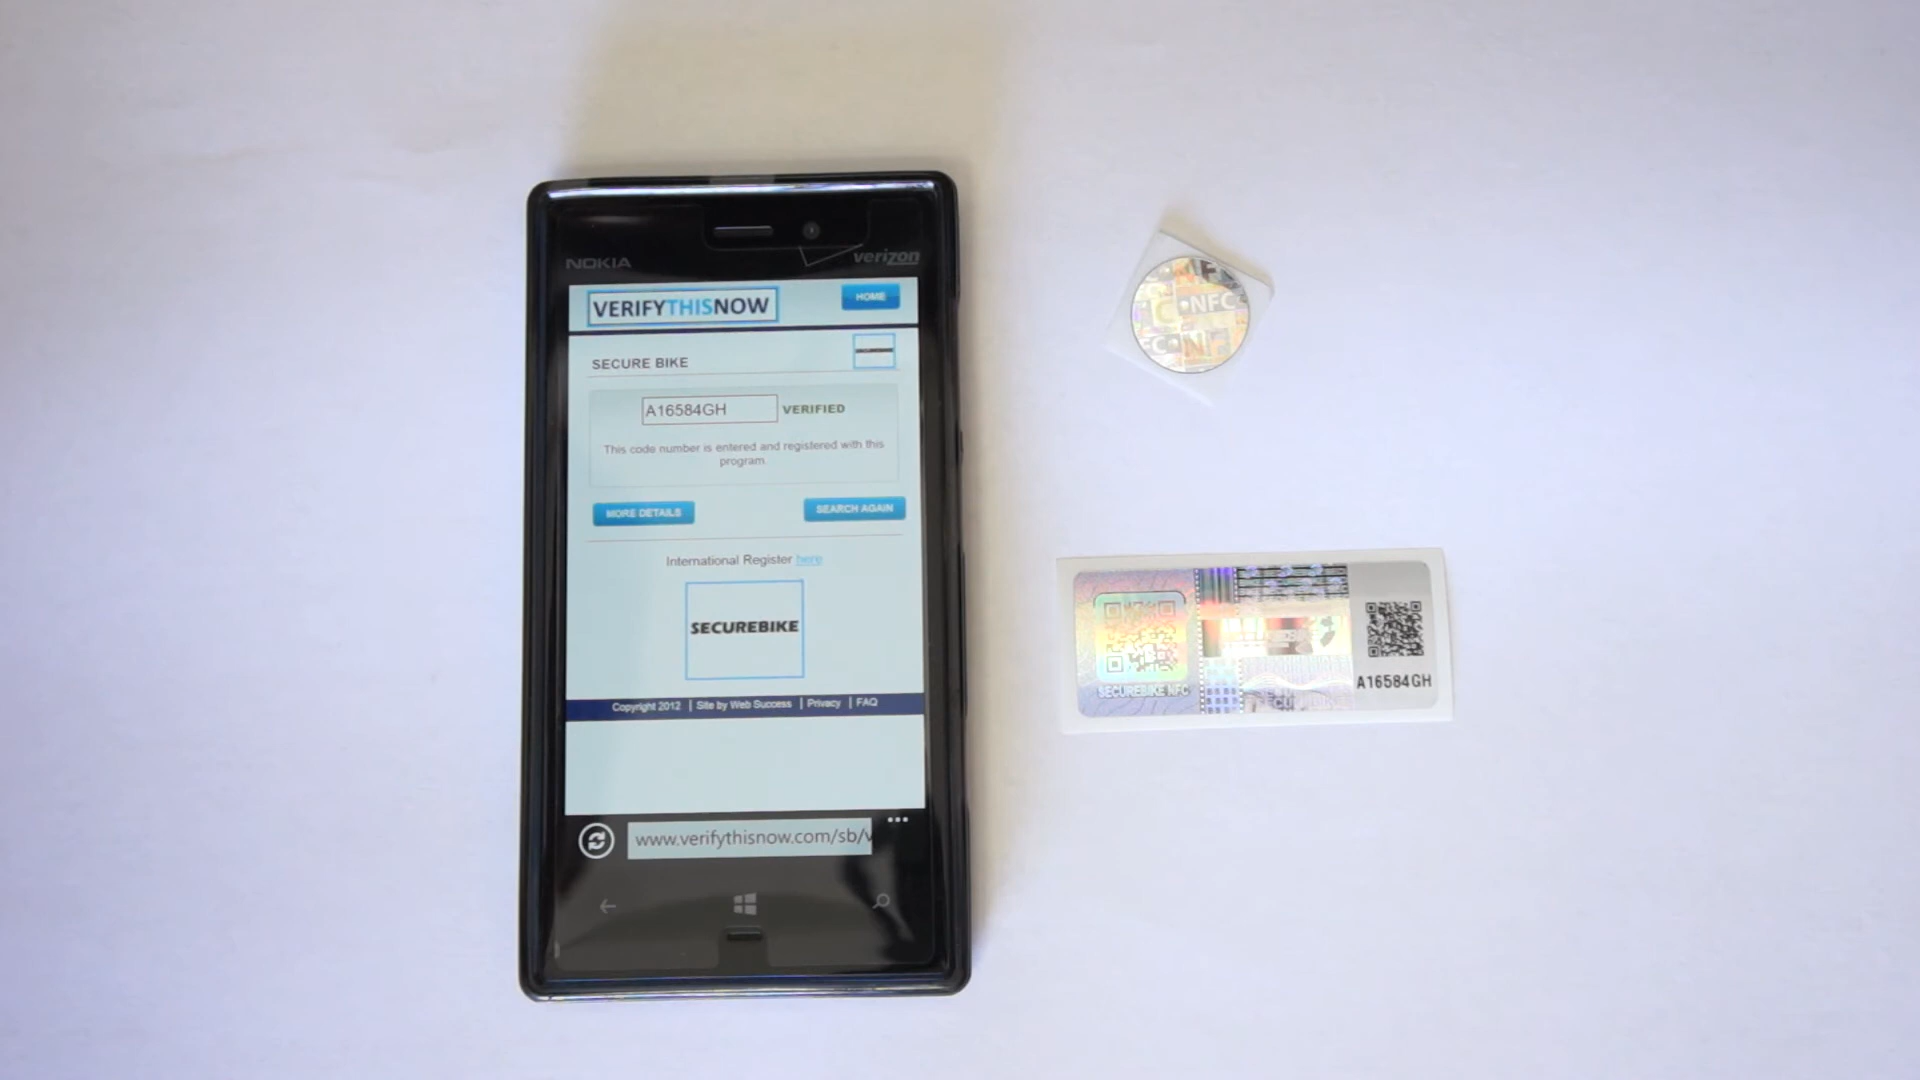 NOKIA
verizon
VERIFYTHISNOW
HOME
SECURE BIKE
A16584GH VERIFIED
This code number is entered and registered with this
program.
MORE DETAILS
SEARCH AGAIN
International Register here
SECUREBIKE
Copyright 2012 | Site by Web Success | Privacy | FAQ
www.verifythisnow.com/sb/v
NFC
SECUREBIKE NFC
A16584GH